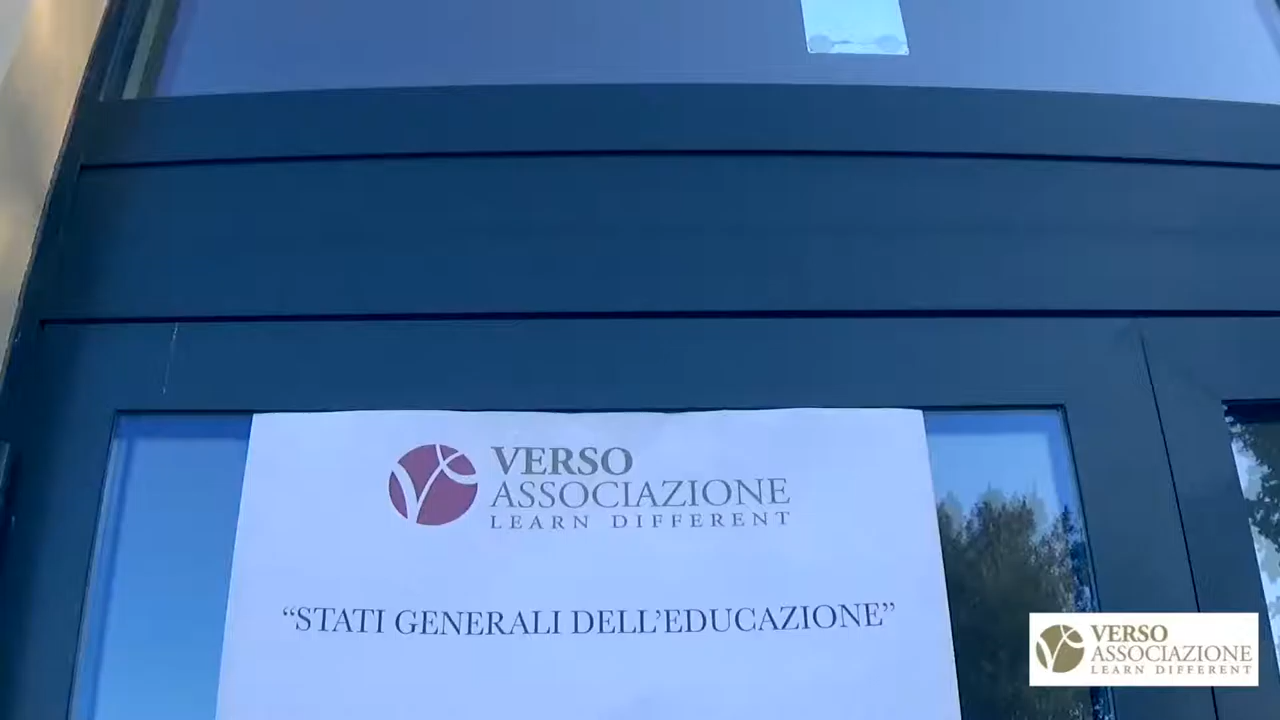 VERSO
ASSOCIAZIONE
LEARN DIFFERENT
“STATI GENERALI DELL’EDUCAZIONE”
VERSO
ASSOCIAZIONE
LEARN DIFFERENT